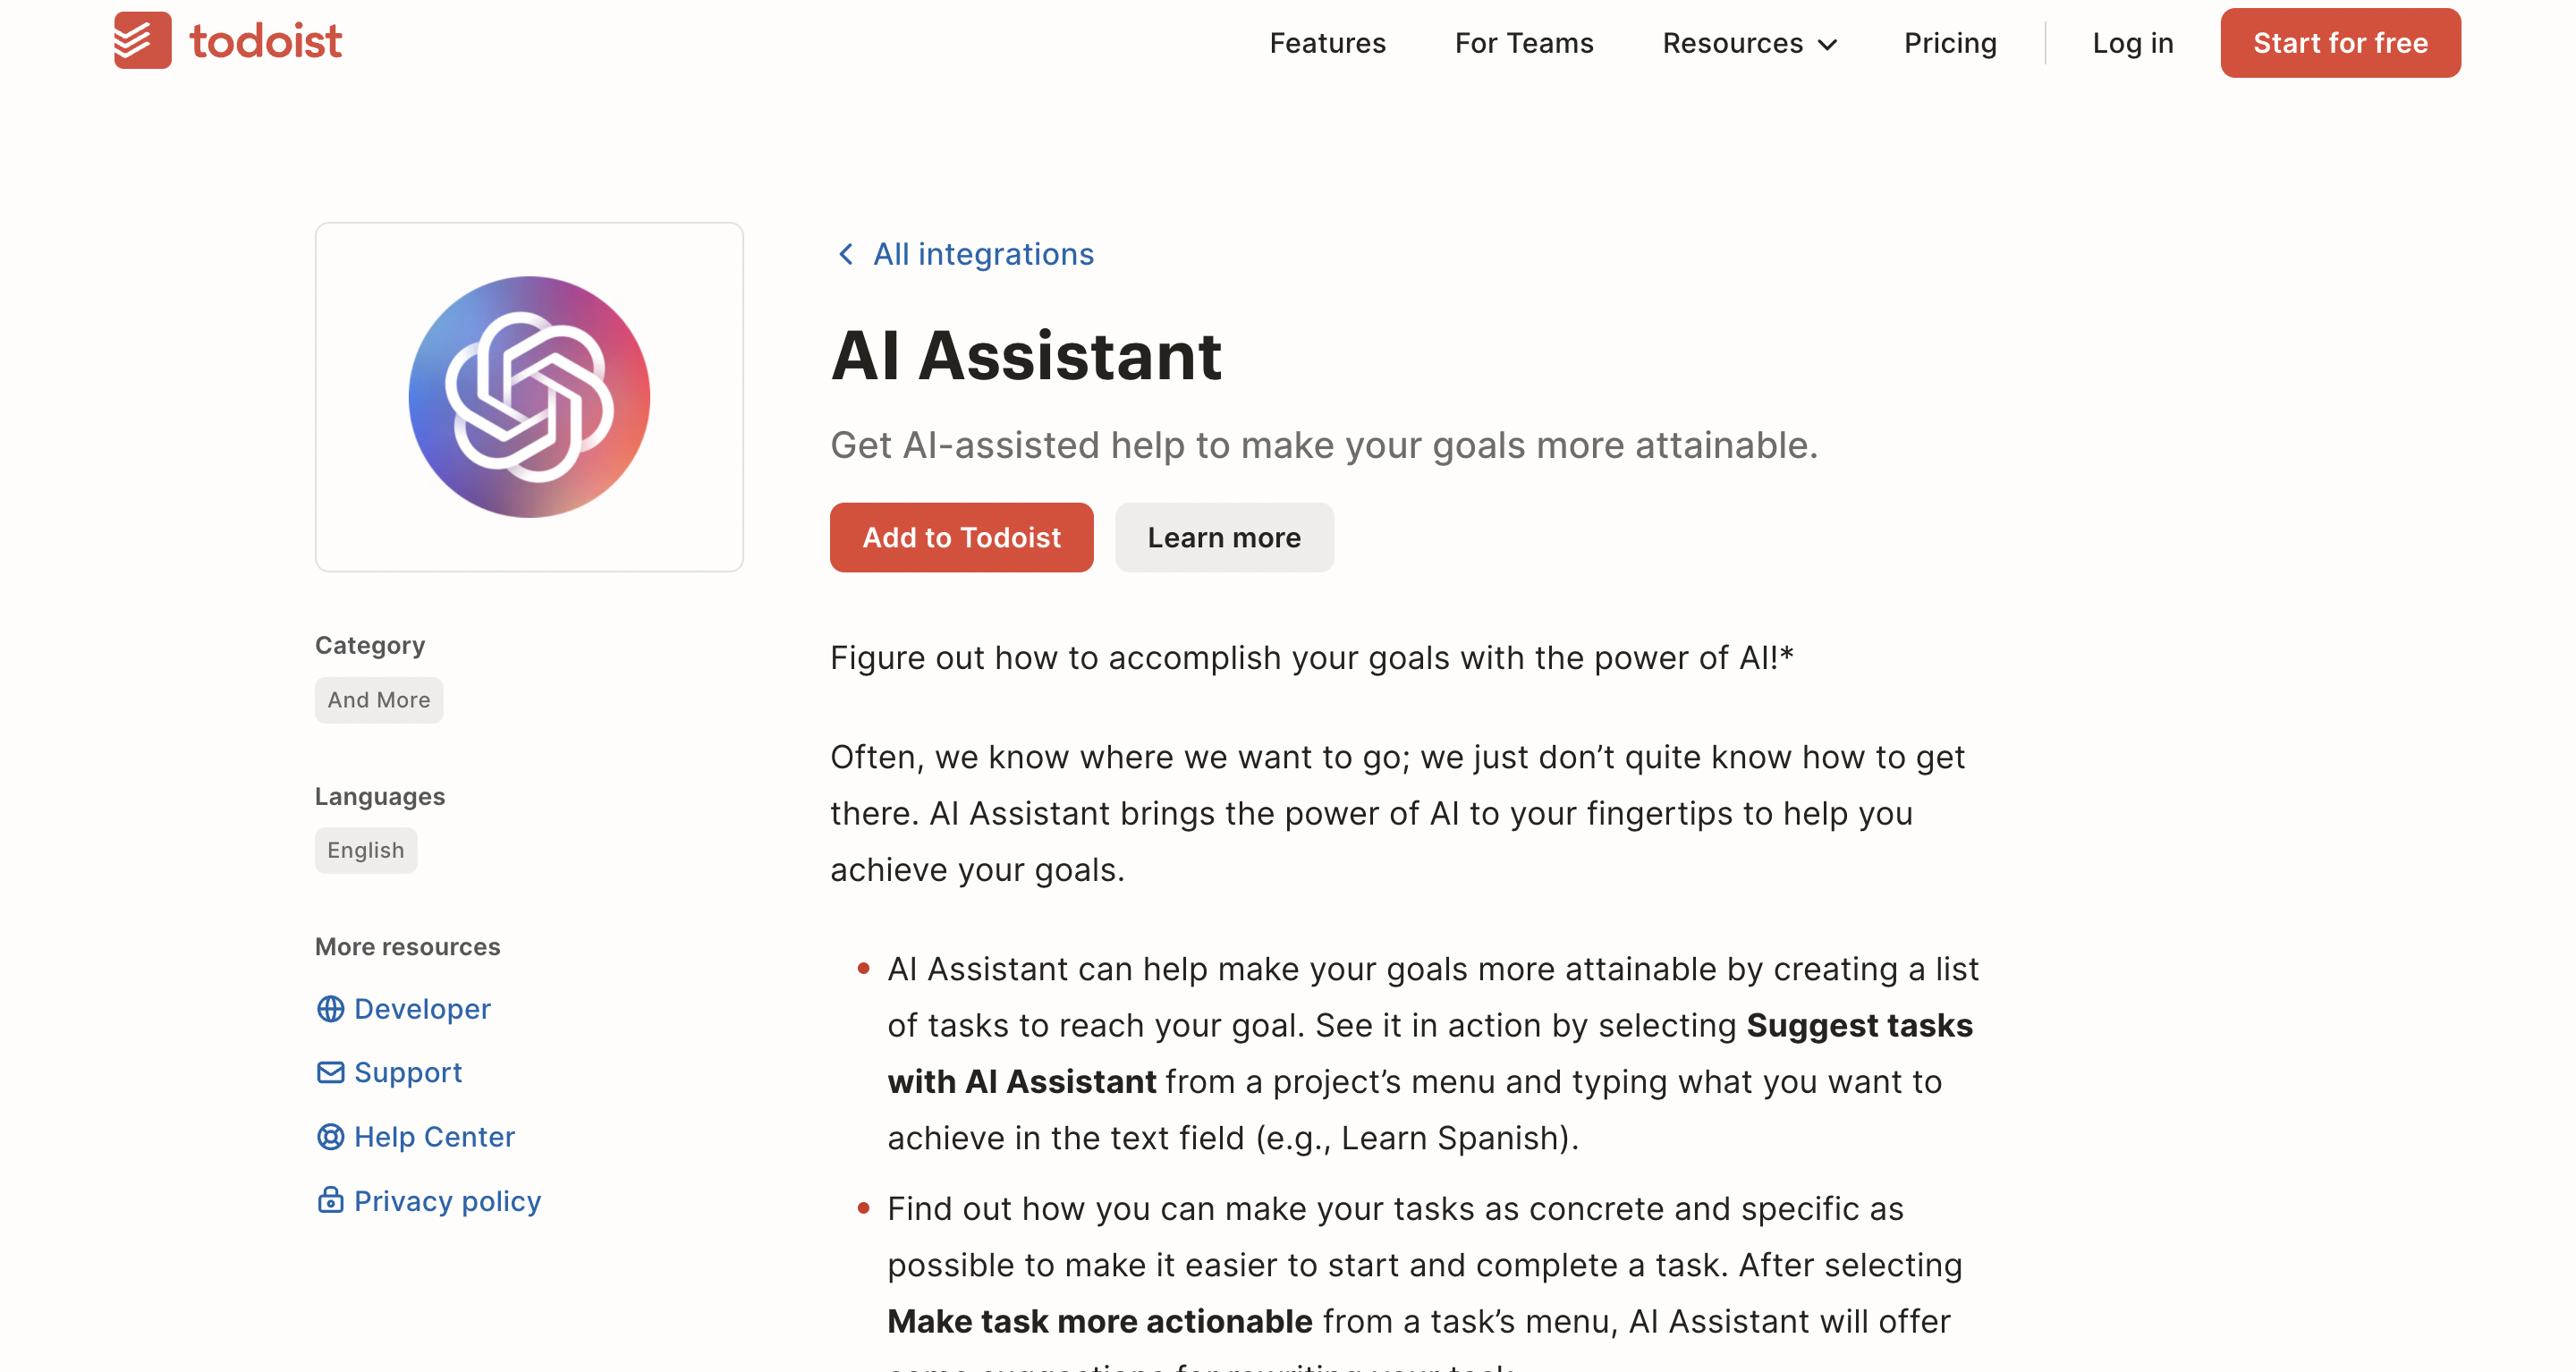 todoist
Features
For Teams
Resources
Pricing
Log in
Start for free
All integrations
AI Assistant
Get AI-assisted help to make your goals more attainable.
Add to Todoist
Learn more
Category
And More
Languages
English
More resources
Developer
Support
Help Center
Privacy policy
Figure out how to accomplish your goals with the power of AI!*
Often, we know where we want to go; we just don’t quite know how to get
there. AI Assistant brings the power of AI to your fingertips to help you
achieve your goals.
AI Assistant can help make your goals more attainable by creating a list
of tasks to reach your goal. See it in action by selecting Suggest tasks
with AI Assistant from a project’s menu and typing what you want to
achieve in the text field (e.g., Learn Spanish).
Find out how you can make your tasks as concrete and specific as
possible to make it easier to start and complete a task. After selecting
Make task more actionable from a task’s menu, AI Assistant will offer
some suggestions for rewriting your task